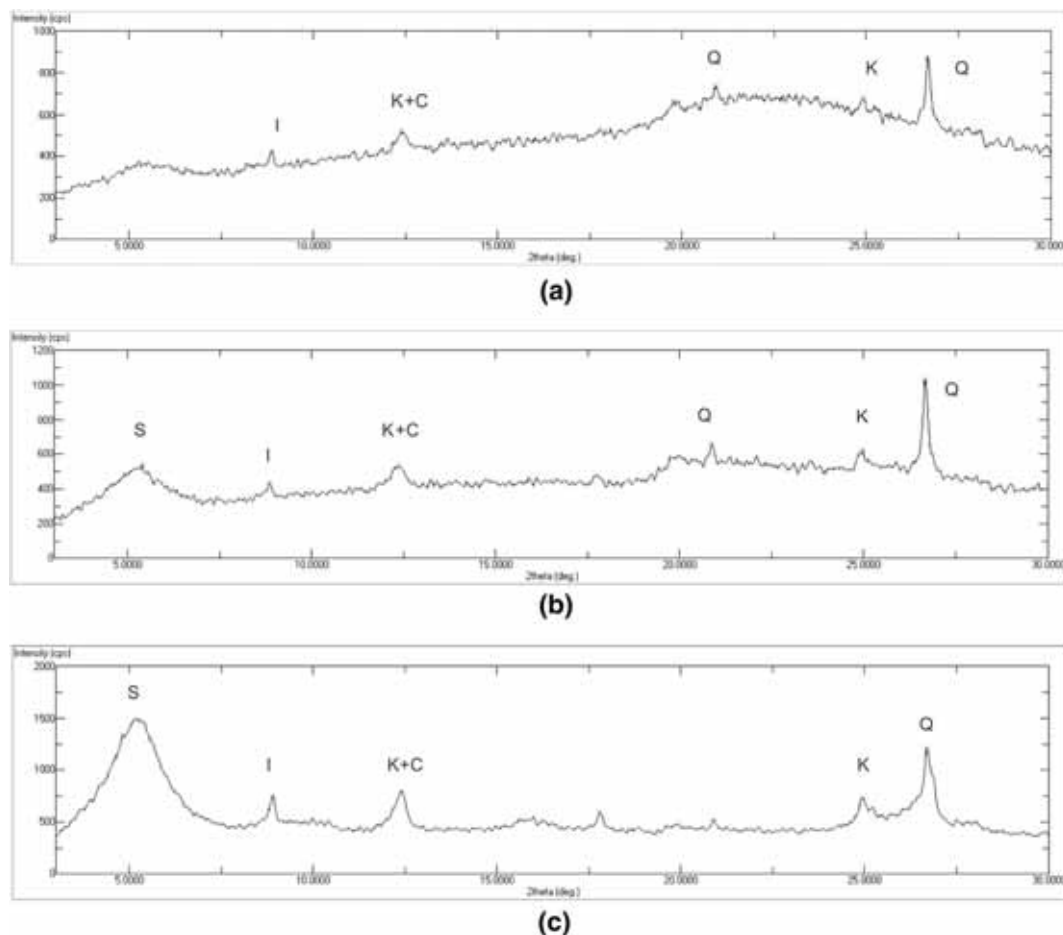 Intensity (cps)
1000
800
600
400
200
0
I
K+C
Q
K
Q
5.0000 10.0000 15.0000 20.0000 25.0000 30.0000
2theta (deg.)
(a)
Intensity (cps)
1200
1000
800
600
400
200
0
S
I
K+C
Q
K
Q
5.0000 10.0000 15.0000 20.0000 25.0000 30.0000
2theta (deg.)
(b)
Intensity (cps)
2000
1500
1000
500
0
S
I
K+C
K
Q
5.0000 10.0000 15.0000 20.0000 25.0000 30.0000
2theta (deg.)
(c)